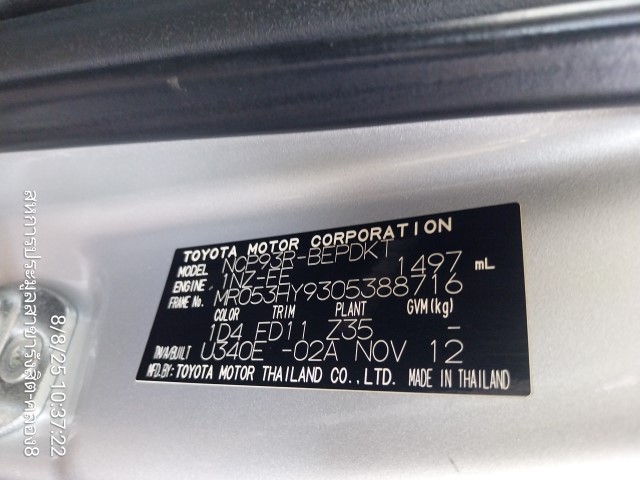 TOYOTA MOTOR CORPORATION
MODEL NCP93R-BEPDKT
ENGINE 1NZ-FE 1497 mL
FRAME No. MR053HY9305388716
COLOR TRIM PLANT GVM(kg)
1D4 FD11 Z35 -
T/M/A/BUILT U340E -02A NOV 12
MFD.BY: TOYOTA MOTOR THAILAND CO.,LTD. MADE IN THAILAND
8/8/25 10:37:22